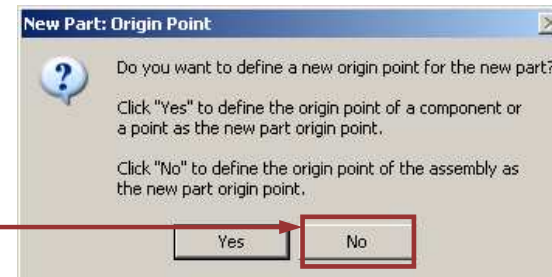 New Part: Origin Point
Do you want to define a new origin point for the new part?
Click "Yes" to define the origin point of a component or
a point as the new part origin point.
Click "No" to define the origin point of the assembly as
the new part origin point.
Yes
No